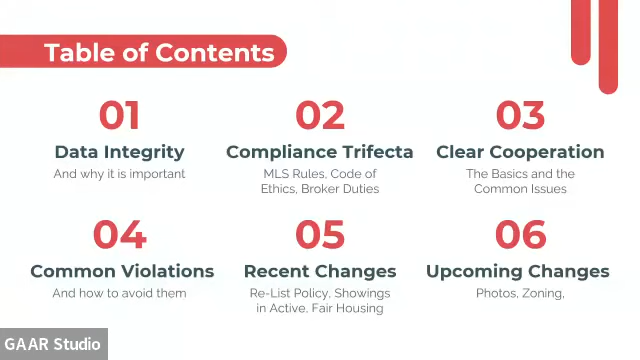 Table of Contents
01
Data Integrity
And why it is important
02
Compliance Trifecta
MLS Rules, Code of
Ethics, Broker Duties
03
Clear Cooperation
The Basics and the
Common Issues
04
Common Violations
And how to avoid them
05
Recent Changes
Re-List Policy, Showings
in Active, Fair Housing
06
Upcoming Changes
Photos, Zoning,
GAAR Studio